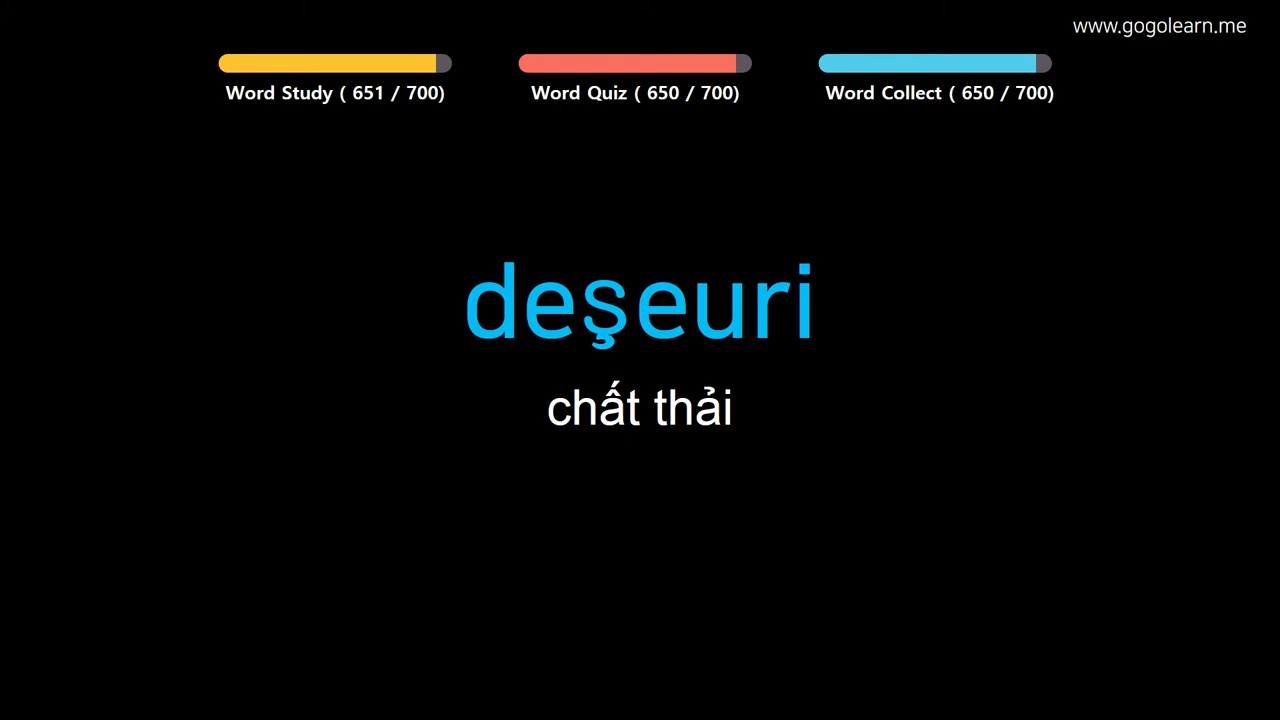 www.gogolearn.me
Word Study ( 651 / 700)
Word Quiz ( 650 / 700)
Word Collect ( 650 / 700)
deşeuri
chất thải